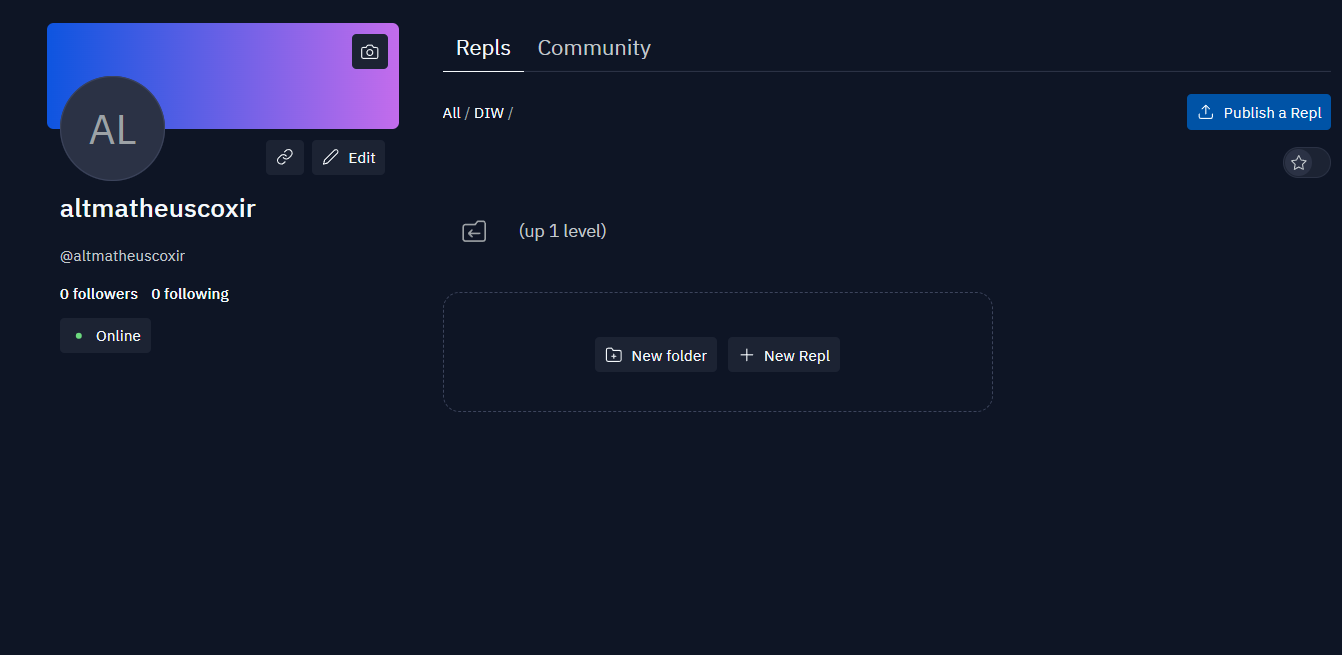 AL
Edit
altmatheuscoxir
@altmatheuscoxir
0 followers 0 following
Online
Repls Community
All / DIW /
Publish a Repl
(up 1 level)
New folder New Repl